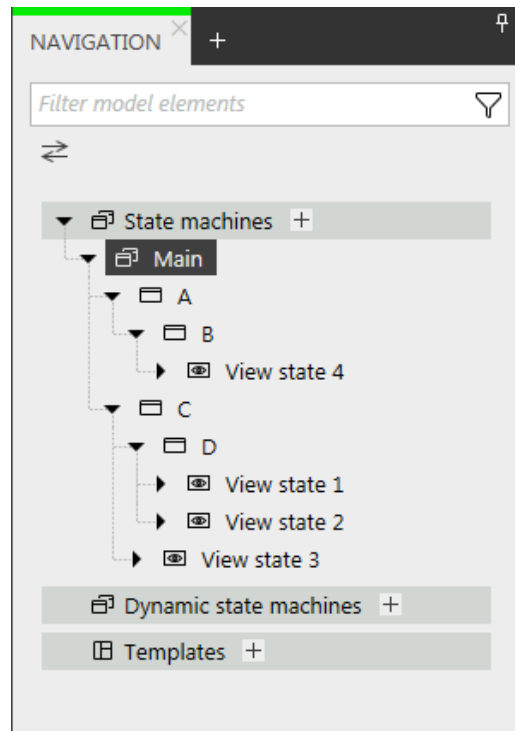 NAVIGATION
Filter model elements
State machines
Main
A
B
View state 4
C
D
View state 1
View state 2
View state 3
Dynamic state machines
Templates